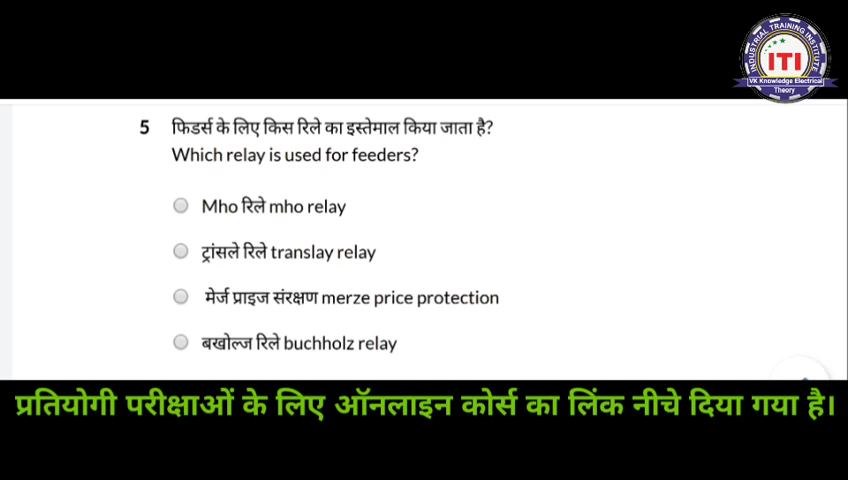 INDUSTRIAL TRAINING INSTITUTE
ITI
VK Knowledge Electrical
Theory
5 फिडर्स के लिए किस रिले का इस्तेमाल किया जाता है?
Which relay is used for feeders?
Mho रिले mho relay
ट्रांसले रिले translay relay
मेर्ज प्राइज संरक्षण merze price protection
बखोल्ज रिले buchholz relay
प्रतियोगी परीक्षाओं के लिए ऑनलाइन कोर्स का लिंक नीचे दिया गया है।